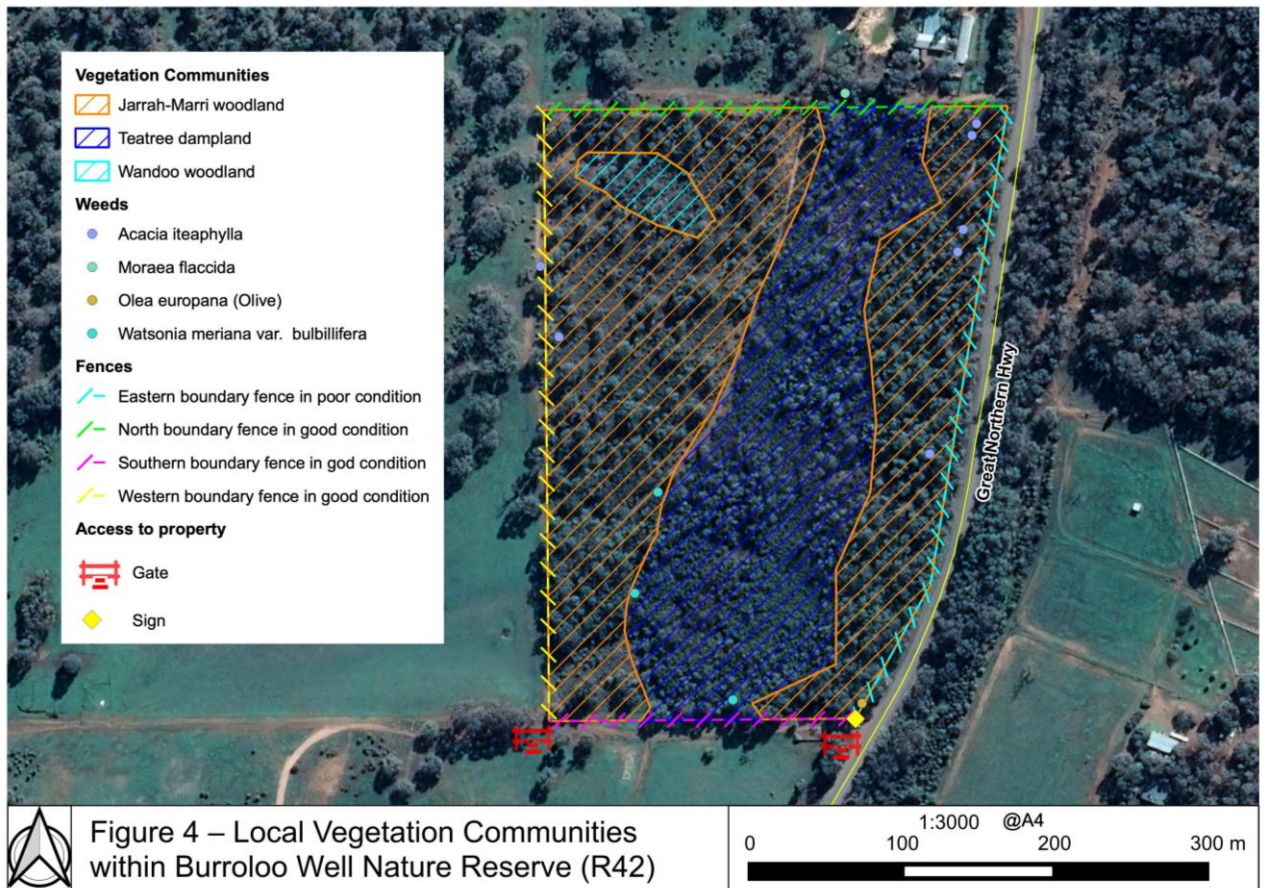 Vegetation Communities
Jarrah-Marri woodland
Teatree dampland
Wandoo woodland
Weeds
Acacia iteaphylla
Moraea flaccida
Olea europana (Olive)
Watsonia meriana var. bulbillifera
Fences
Eastern boundary fence in poor condition
North boundary fence in good condition
Southern boundary fence in god condition
Western boundary fence in good condition
Access to property
Gate
Sign
Great Northern Hwy
Figure 4 – Local Vegetation Communities
within Burroloo Well Nature Reserve (R42)
1:3000 @A4
0 100 200 300 m